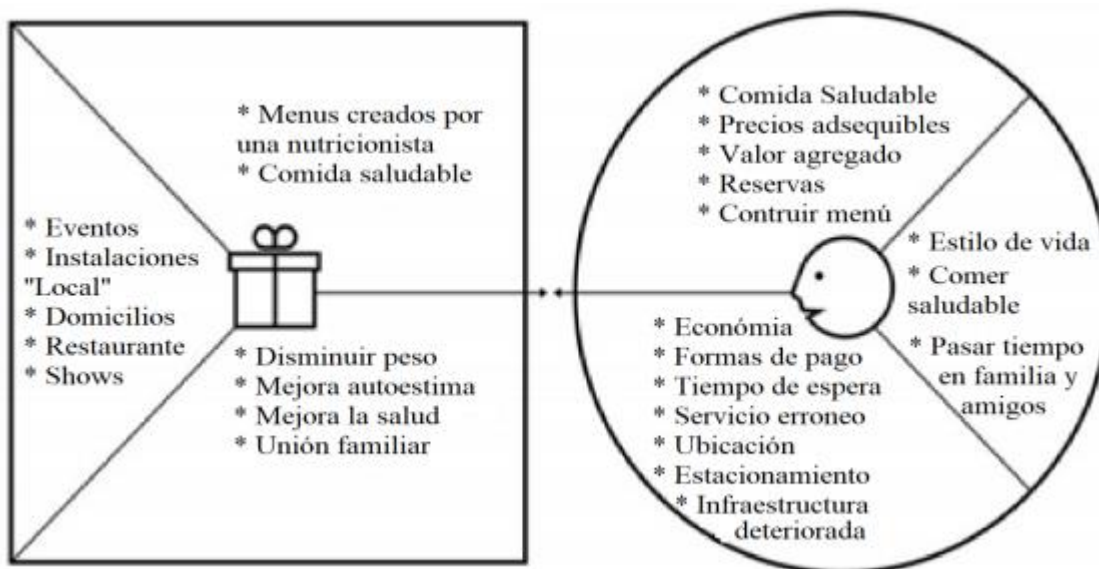 * Menus creados por
una nutricionista
* Comida saludable
* Eventos
* Instalaciones
"Local"
* Domicilios
* Restaurante
* Shows
* Disminuir peso
* Mejora autoestima
* Mejora la salud
* Unión familiar
* Comida Saludable
* Precios adsequibles
* Valor agregado
* Reservas
* Contruir menú
* Estilo de vida
* Comer
saludable
* Pasar tiempo
en familia y
amigos
* Económia
* Formas de pago
* Tiempo de espera
* Servicio erroneo
* Ubicación
* Estacionamiento
* Infraestructura
deteriorada